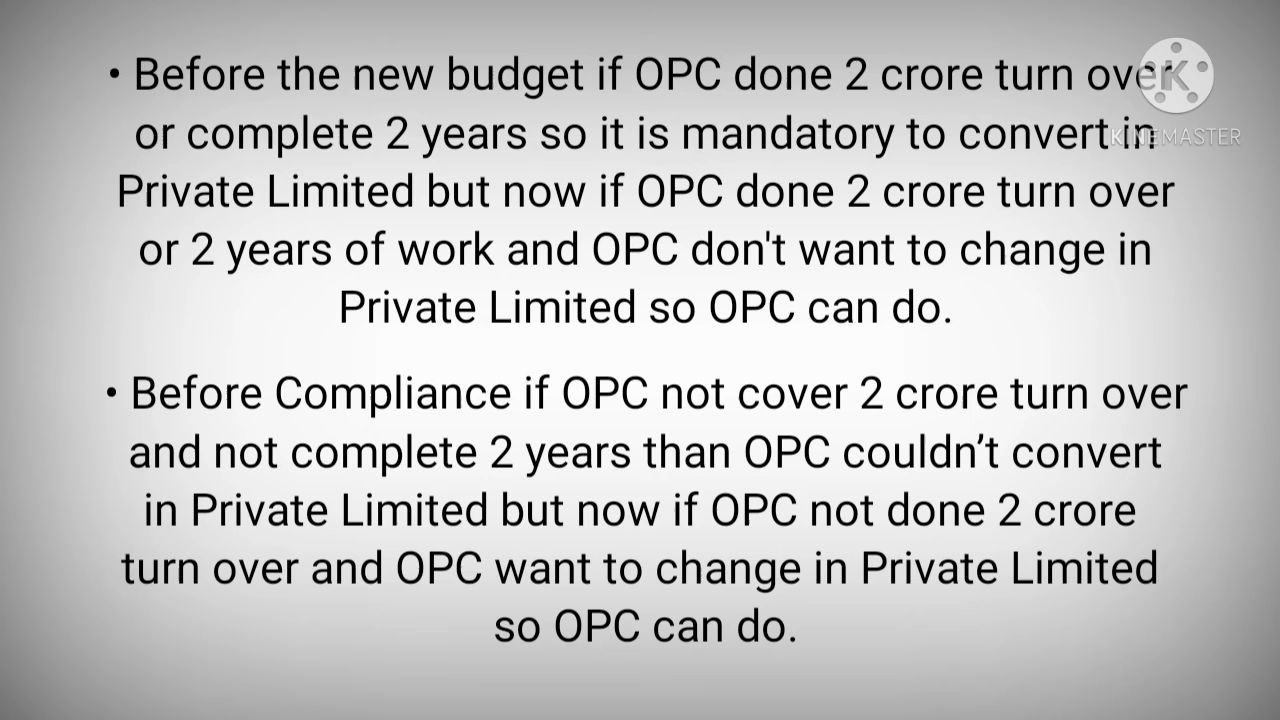 • Before the new budget if OPC done 2 crore turn over
or complete 2 years so it is mandatory to convert in
Private Limited but now if OPC done 2 crore turn over
or 2 years of work and OPC don't want to change in
Private Limited so OPC can do.
• Before Compliance if OPC not cover 2 crore turn over
and not complete 2 years than OPC couldn’t convert
in Private Limited but now if OPC not done 2 crore
turn over and OPC want to change in Private Limited
so OPC can do.
K
KINEMASTER